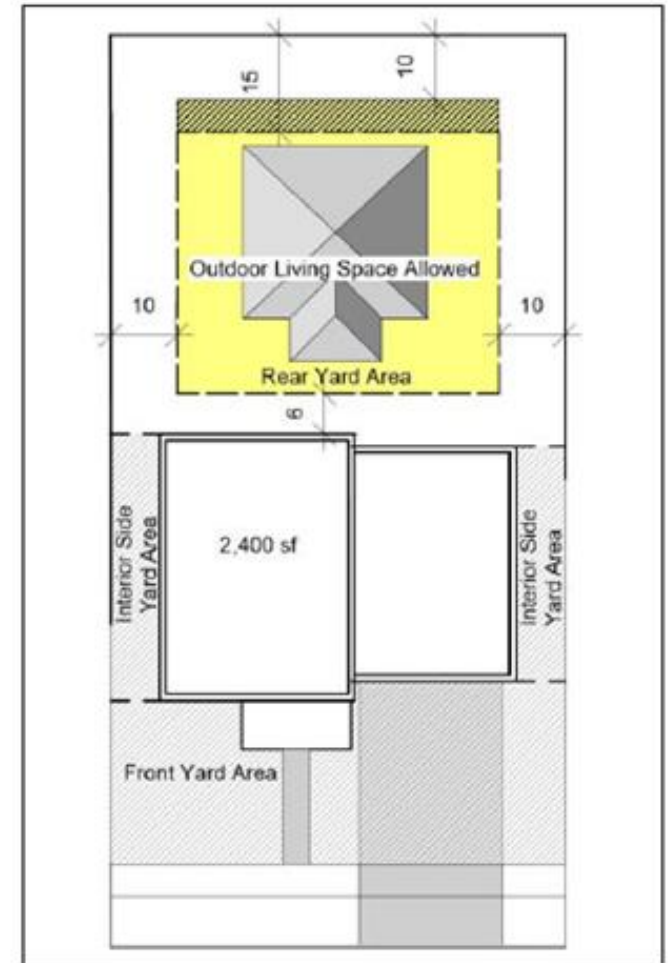 15
10
Outdoor Living Space Allowed
10
10
Rear Yard Area
6
Interior Side
Yard Area
2,400 sf
Interior Side
Yard Area
Front Yard Area